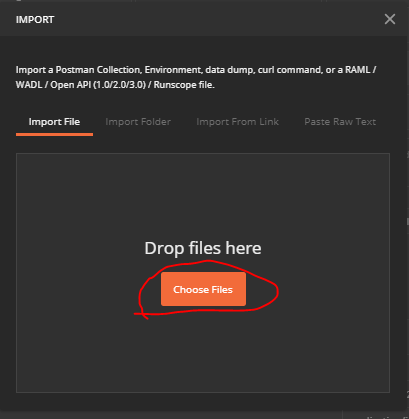 IMPORT
Import a Postman Collection, Environment, data dump, curl command, or a RAML /
WADL / Open API (1.0/2.0/3.0) / Runscope file.
Import File Import Folder Import From Link Paste Raw Text
Drop files here
Choose Files